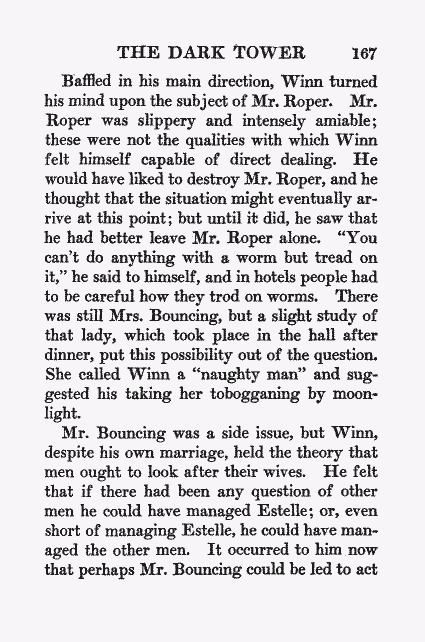 THE DARK TOWER 167
Baffled in his main direction, Winn turned
his mind upon the subject of Mr. Roper. Mr.
Roper was slippery and intensely amiable;
these were not the qualities with which Winn
felt himself capable of direct dealing. He
would have liked to destroy Mr. Roper, and he
thought that the situation might eventually ar-
rive at this point; but until it did, he saw that
he had better leave Mr. Roper alone. "You
can't do anything with a worm but tread on
it," he said to himself, and in hotels people had
to be careful how they trod on worms. There
was still Mrs. Bouncing, but a slight study of
that lady, which took place in the hall after
dinner, put this possibility out of the question.
She called Winn a "naughty man" and sug-
gested his taking her tobogganing by moon-
light.
Mr. Bouncing was a side issue, but Winn,
despite his own marriage, held the theory that
men ought to look after their wives. He felt
that if there had been any question of other
men he could have managed Estelle; or, even
short of managing Estelle, he could have man-
aged the other men. It occurred to him now
that perhaps Mr. Bouncing could be led to act